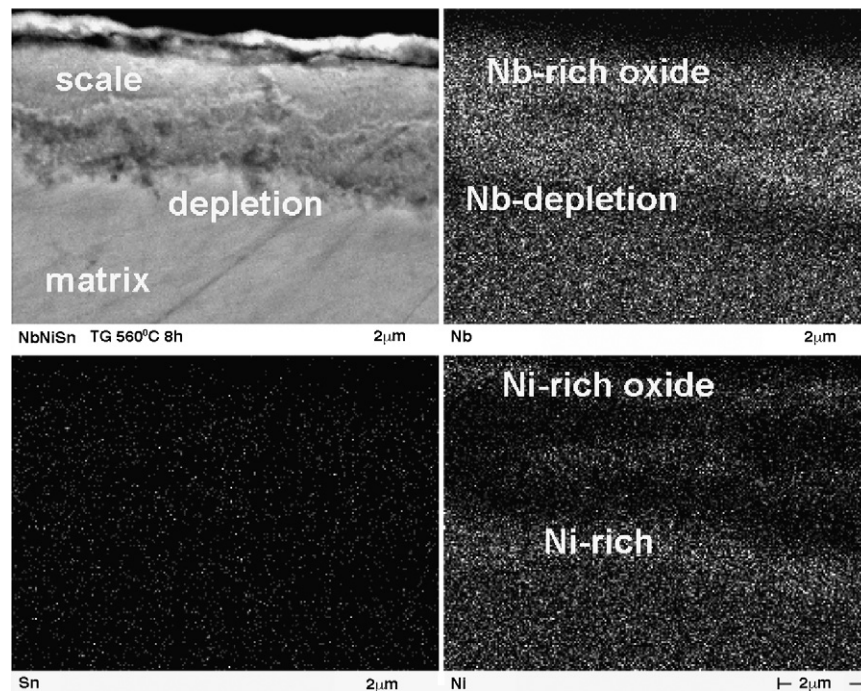 scale
depletion
matrix
NbNiSn TG 560⁰C 8h 2μm
Nb-rich oxide
Nb-depletion
Nb 2μm
Sn 2μm
Ni-rich oxide
Ni-rich
Ni 2μm